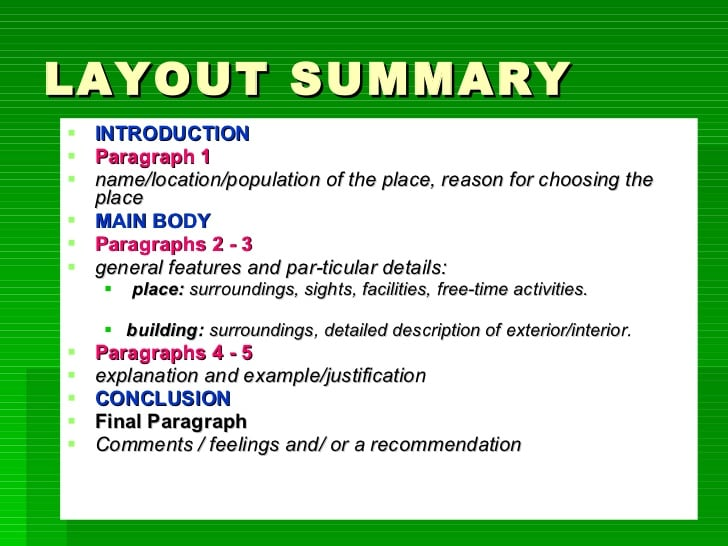 LAYOUT SUMMARY
INTRODUCTION
Paragraph 1
name/location/population of the place, reason for choosing the
place
MAIN BODY
Paragraphs 2 - 3
general features and par-ticular details:
place: surroundings, sights, facilities, free-time activities.
building: surroundings, detailed description of exterior/interior.
Paragraphs 4 - 5
explanation and example/justification
CONCLUSION
Final Paragraph
Comments / feelings and/ or a recommendation